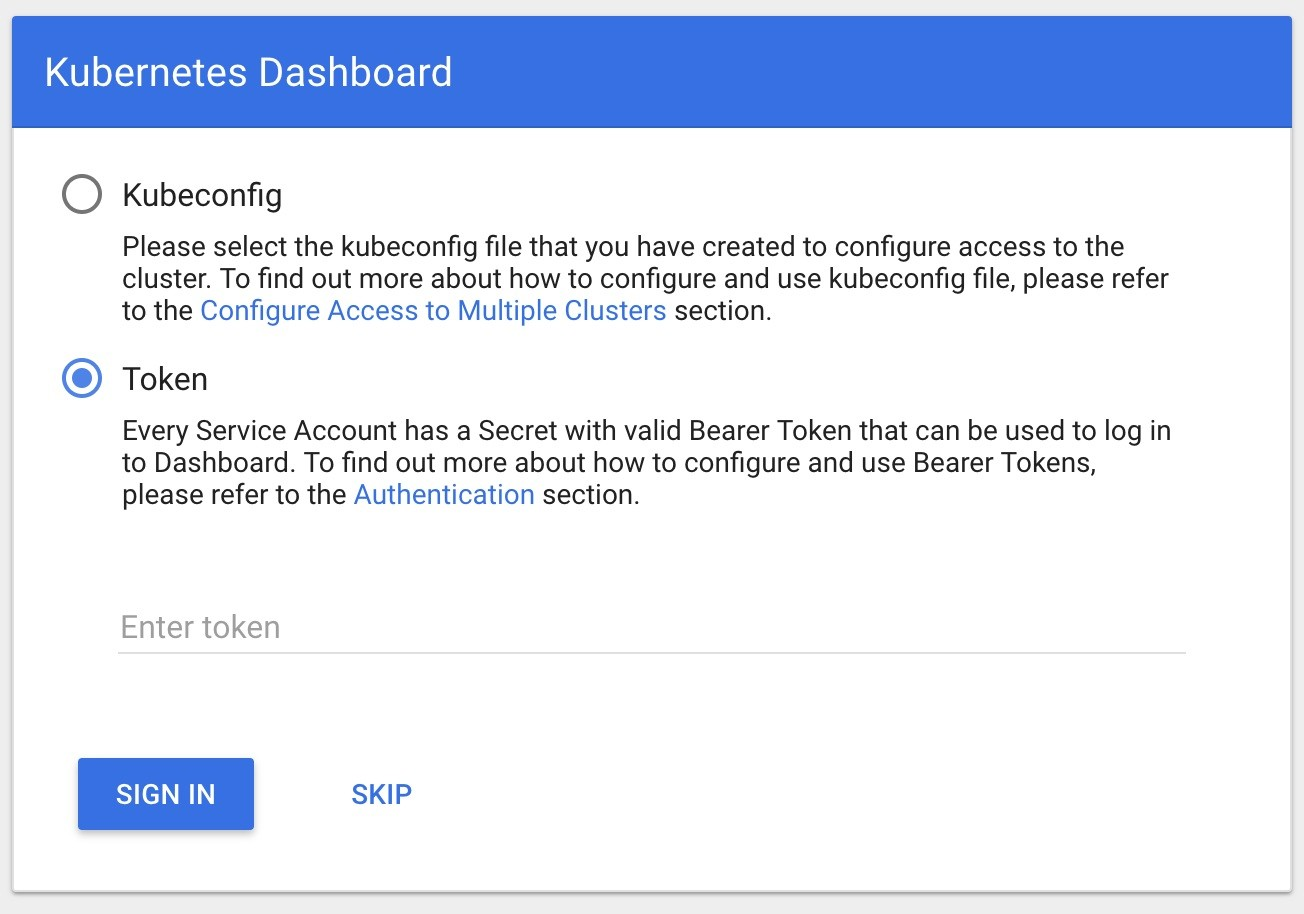 Kubernetes Dashboard
Kubeconfig
Please select the kubeconfig file that you have created to configure access to the
cluster. To find out more about how to configure and use kubeconfig file, please refer
to the Configure Access to Multiple Clusters section.
Token
Every Service Account has a Secret with valid Bearer Token that can be used to log in
to Dashboard. To find out more about how to configure and use Bearer Tokens,
please refer to the Authentication section.
Enter token
SIGN IN SKIP